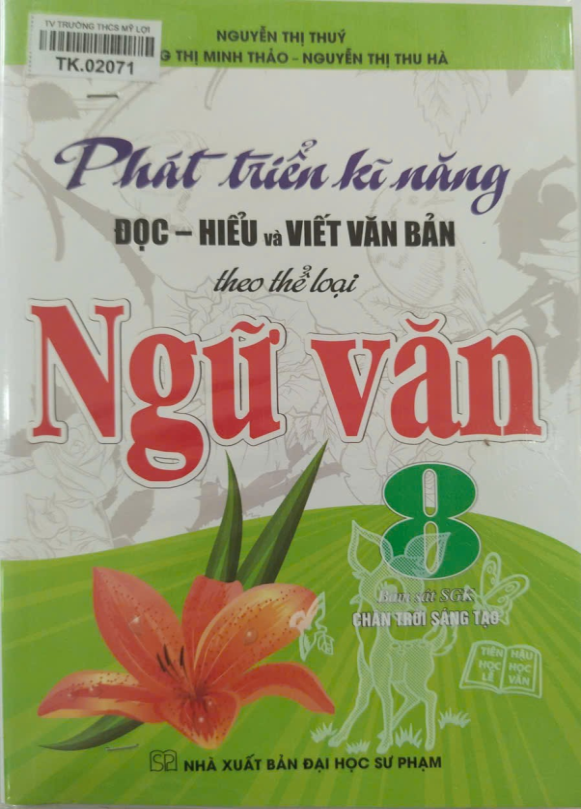 TV TRƯỜNG THCS MỸ LỢI
TK.02071
NGUYỄN THỊ THUÝ
THỊ MINH THẢO - NGUYỄN THỊ THU HÀ
Phát triển kĩ năng
ĐỌC – HIỂU và VIẾT VĂN BẢN
theo thể loại
Ngữ văn
8
Bám sát SGK
CHÂN TRỜI SÁNG TẠO
TIÊN HỌC LỄ
HẬU HỌC VĂN
NHÀ XUẤT BẢN ĐẠI HỌC SƯ PHẠM